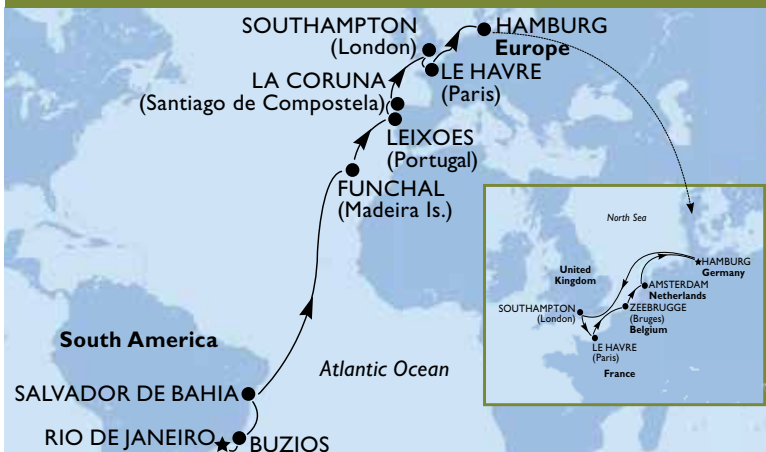 SOUTHAMPTON
(London)
HAMBURG
Europe
LE HAVRE
(Paris)
LA CORUNA
(Santiago de Compostela)
LEIXOES
(Portugal)
FUNCHAL
(Madeira Is.)
South America
Atlantic Ocean
SALVADOR DE BAHIA
RIO DE JANEIRO
BUZIOS
North Sea
HAMBURG
Germany
United
Kingdom
AMSTERDAM
Netherlands
SOUTHAMPTON
(London)
ZEEBRUGGE
(Bruges)
Belgium
LE HAVRE
(Paris)
France